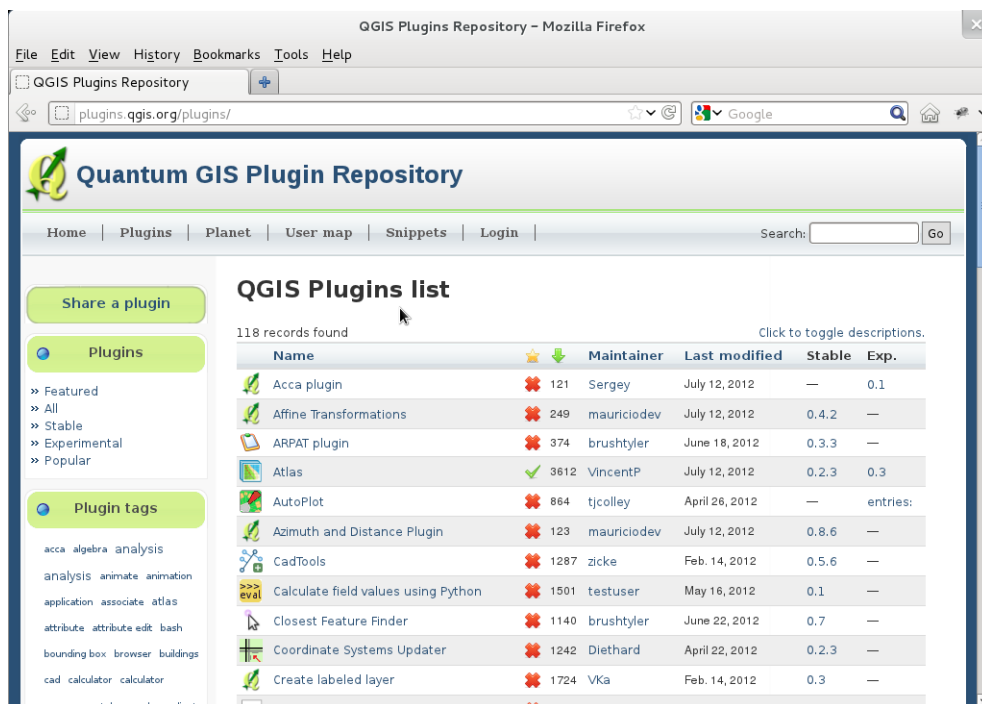 QGIS Plugins Repository – Mozilla Firefox
File Edit View History Bookmarks Tools Help
QGIS Plugins Repository
plugins.qgis.org/plugins/
Google
Quantum GIS Plugin Repository
Home | Plugins | Planet | User map | Snippets | Login |
Search: Go
Share a plugin
Plugins
» Featured
» All
» Stable
» Experimental
» Popular
Plugin tags
acca algebra analysis
analysis animate animation
application associate atlas
attribute attribute edit bash
bounding box browser buildings
cad calculator calculator
QGIS Plugins list
118 records found
Click to toggle descriptions.
Name Maintainer Last modified Stable Exp.
Acca plugin 121 Sergey July 12, 2012 — 0.1
Affine Transformations 249 mauriciodev July 12, 2012 0.4.2 —
ARPAT plugin 374 brushtyler June 18, 2012 0.3.3 —
Atlas 3612 VincentP July 12, 2012 0.2.3 0.3
AutoPlot 864 tjcolley April 26, 2012 — entries:
Azimuth and Distance Plugin 123 mauriciodev July 12, 2012 0.8.6 —
CadTools 1287 zicke Feb. 14, 2012 0.5.6 —
>>> eval Calculate field values using Python 1501 testuser May 16, 2012 0.1 —
Closest Feature Finder 1140 brushtyler June 22, 2012 0.7 —
Coordinate Systems Updater 1242 Diethard April 22, 2012 0.2.3 —
Create labeled layer 1724 VKa Feb. 14, 2012 0.3 —